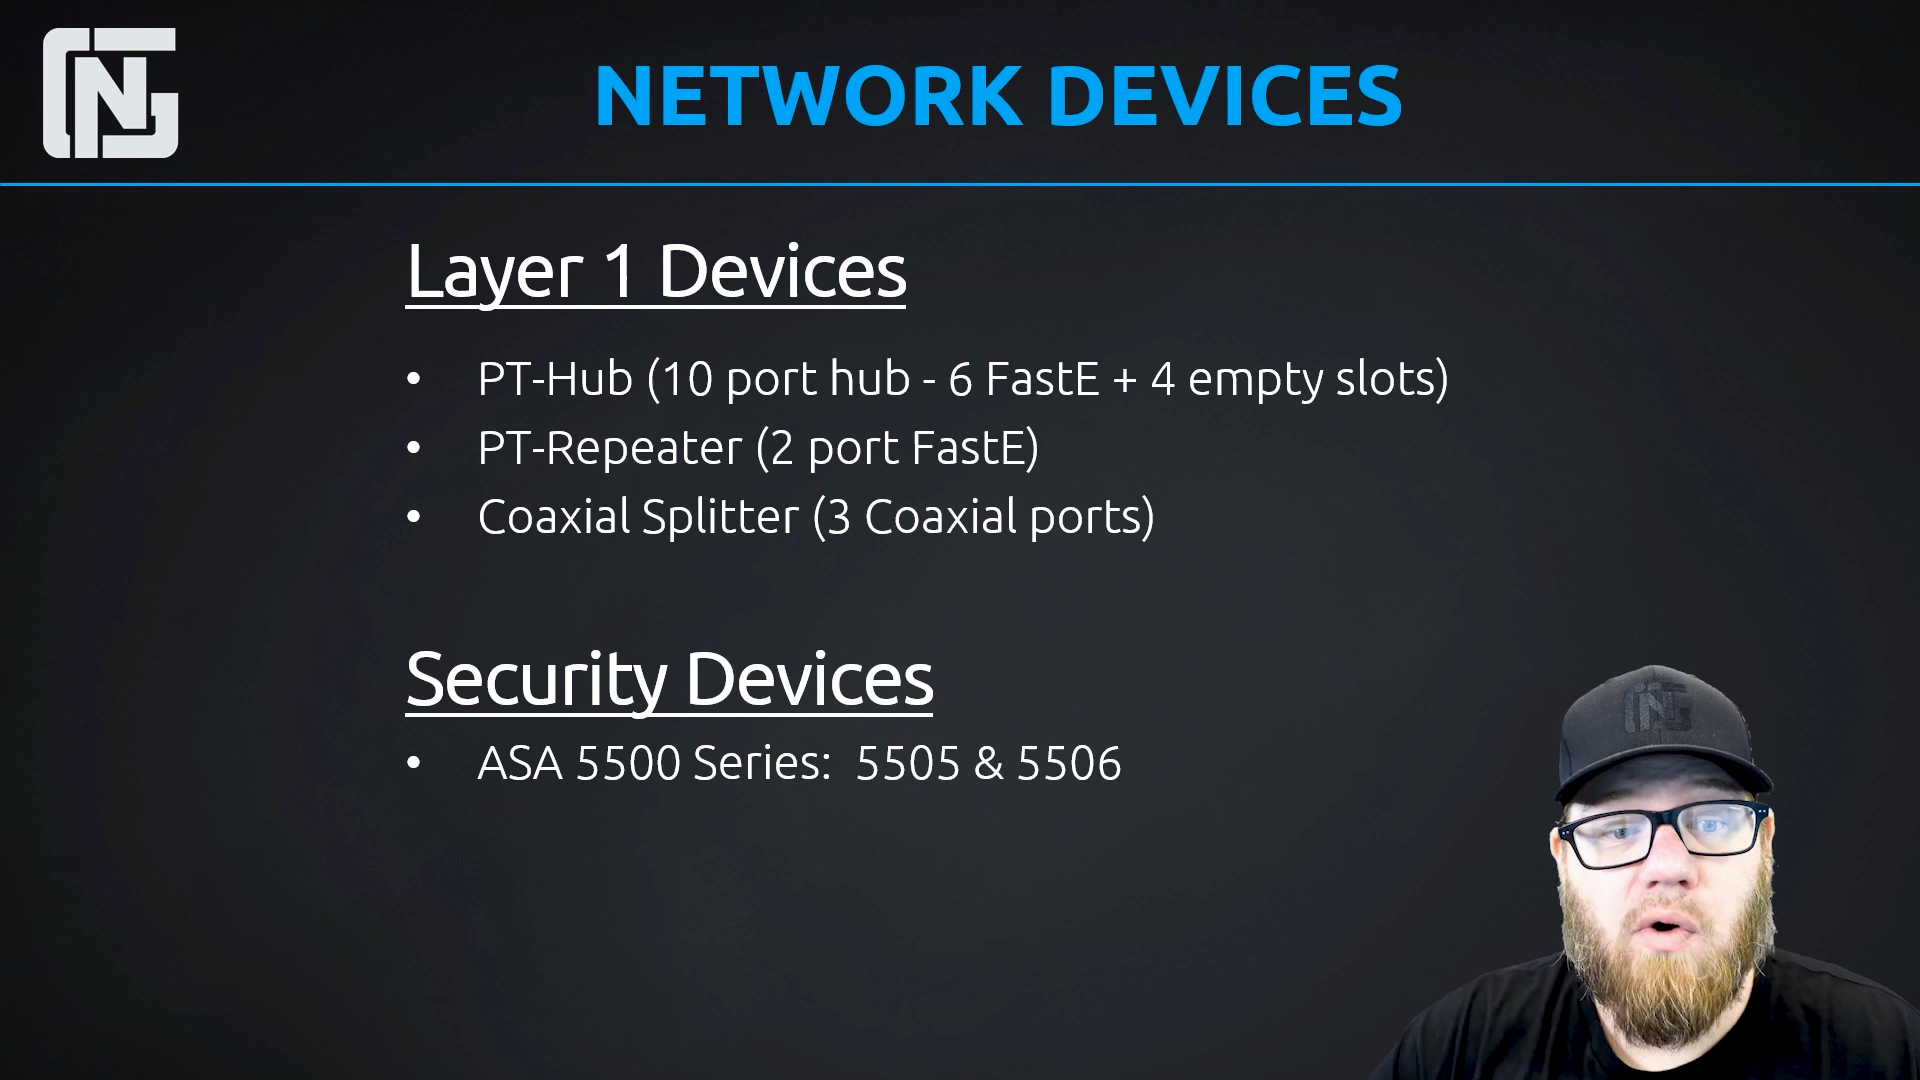 NETWORK DEVICES
Layer 1 Devices
• PT-Hub (10 port hub - 6 FastE + 4 empty slots)
• PT-Repeater (2 port FastE)
• Coaxial Splitter (3 Coaxial ports)
Security Devices
• ASA 5500 Series:  5505 & 5506